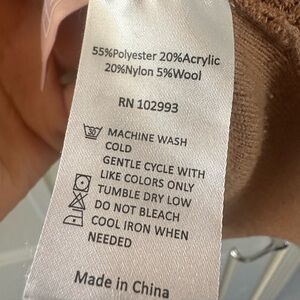 55%Polyester 20%Acrylic
20%Nylon 5%Wool
RN 102993
30 MACHINE WASH
COLD
GENTLE CYCLE WITH
LIKE COLORS ONLY
TUMBLE DRY LOW
DO NOT BLEACH
COOL IRON WHEN
NEEDED
Made in China